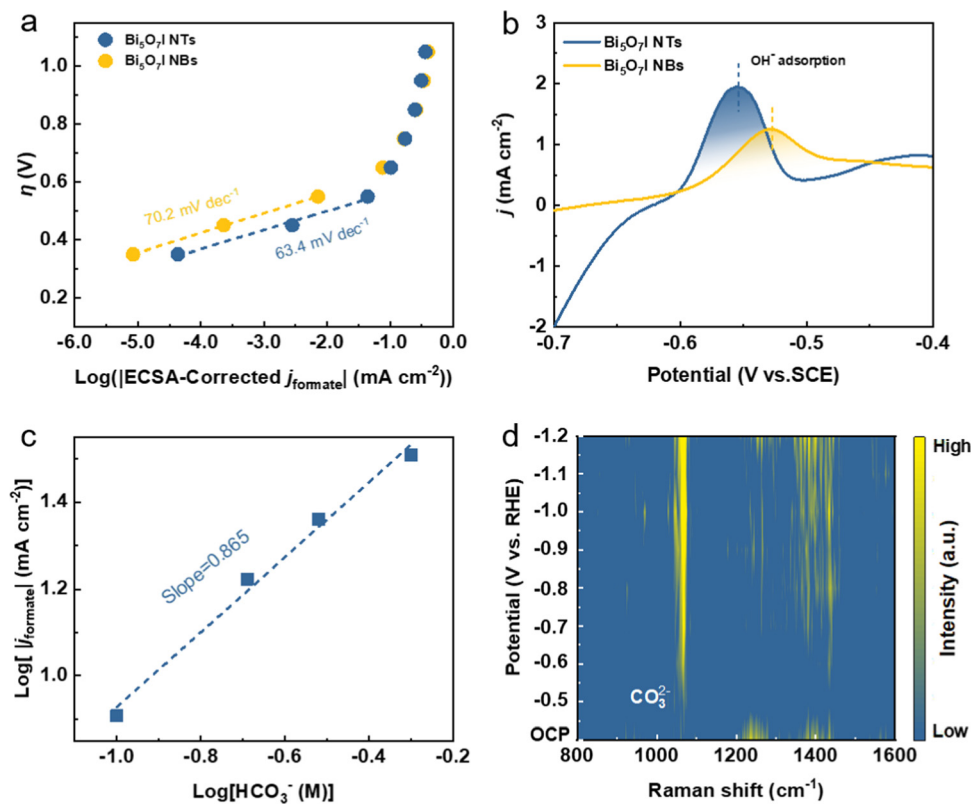 a
Bi₅O₇I NTs
Bi₅O₇I NBs
η (V)
1.0
0.8
0.6
0.4
0.2
70.2 mV dec⁻¹
63.4 mV dec⁻¹
-6.0 -5.0 -4.0 -3.0 -2.0 -1.0 0.0
Log(|ECSA-Corrected j_formate| (mA cm⁻²))
b
Bi₅O₇I NTs
Bi₅O₇I NBs
OH⁻ adsorption
j (mA cm⁻²)
3
2
1
0
-1
-2
-0.7 -0.6 -0.5 -0.4
Potential (V vs.SCE)
c
Log[ |j_formate| (mA cm⁻²)]
1.4
1.2
1.0
Slope=0.865
-1.0 -0.8 -0.6 -0.4 -0.2
Log[HCO₃⁻ (M)]
d
Potential (V vs. RHE)
-1.2
-1.1
-1.0
-0.9
-0.8
-0.7
-0.6
-0.5
OCP
CO₃²⁻
800 1000 1200 1400 1600
Raman shift (cm⁻¹)
High
Intensity (a.u.)
Low